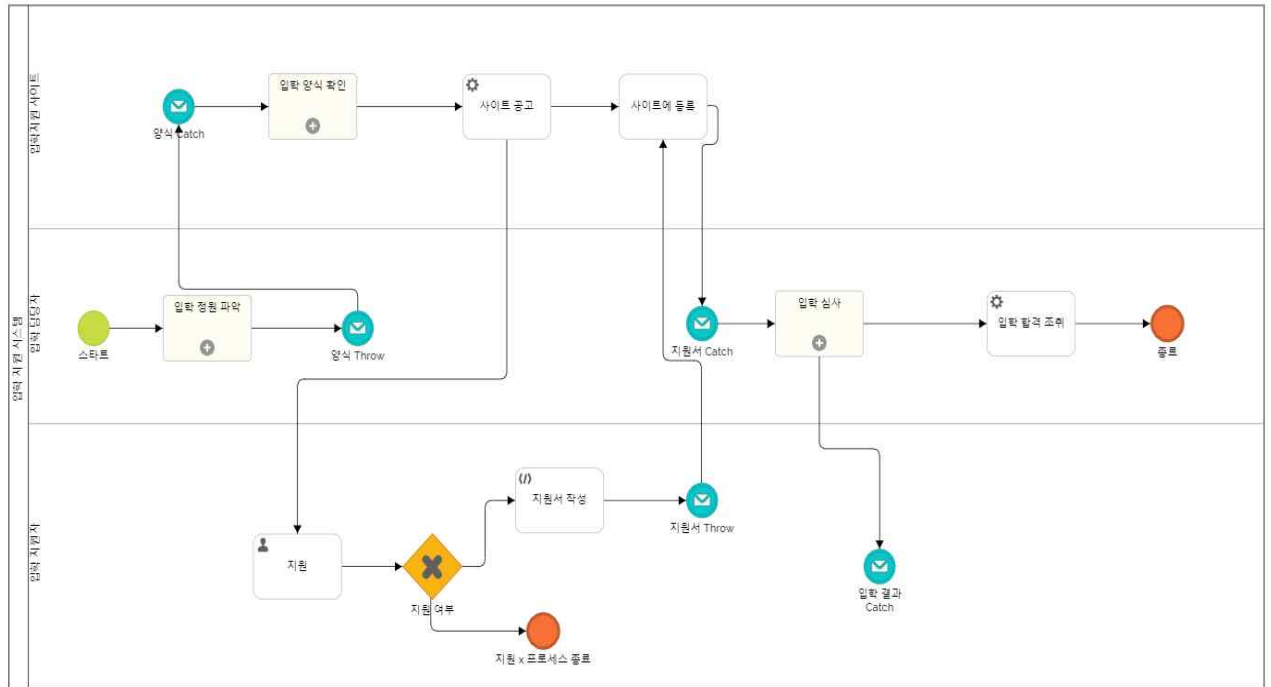 입학 지원 시스템
입학지원 사이트
양식 Catch
입학 양식 확인
사이트 공고
사이트에 등록
입학 담당자
스타트
입학 정원 파악
양식 Throw
지원서 Catch
입학 심사
입학 합격 조취
종료
입학 지원자
지원
지원 여부
지원서 작성
지원서 Throw
지원 x 프로세스 종료
입학 결과
Catch